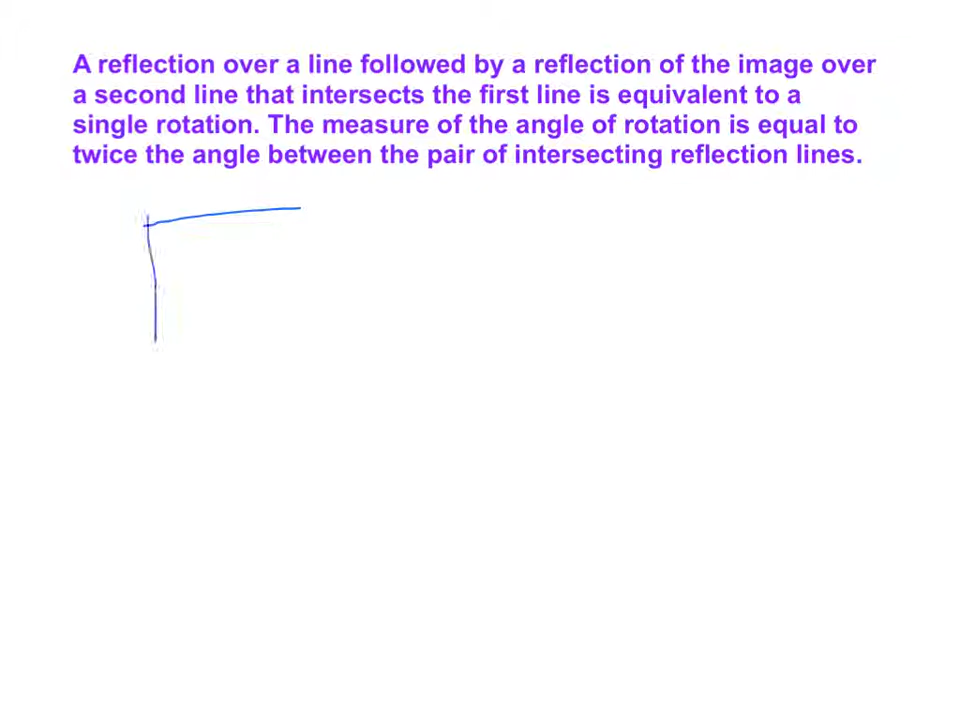 A reflection over a line followed by a reflection of the image over
a second line that intersects the first line is equivalent to a
single rotation. The measure of the angle of rotation is equal to
twice the angle between the pair of intersecting reflection lines.